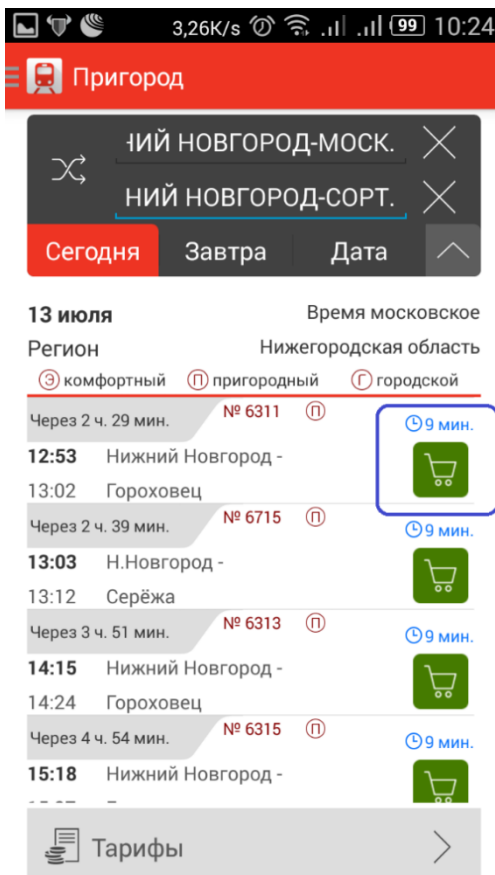 3,26K/s 99 10:24
Пригород
НИЙ НОВГОРОД-МОСК.
НИЙ НОВГОРОД-СОРТ.
Сегодня Завтра Дата
13 июля Время московское
Регион Нижегородская область
Э комфортный П пригородный Г городской
Через 2 ч. 29 мин. № 6311 П 9 мин.
12:53 Нижний Новгород -
13:02 Гороховец
Через 2 ч. 39 мин. № 6715 П 9 мин.
13:03 Н.Новгород -
13:12 Серёжа
Через 3 ч. 51 мин. № 6313 П 9 мин.
14:15 Нижний Новгород -
14:24 Гороховец
Через 4 ч. 54 мин. № 6315 П 9 мин.
15:18 Нижний Новгород -
Тарифы